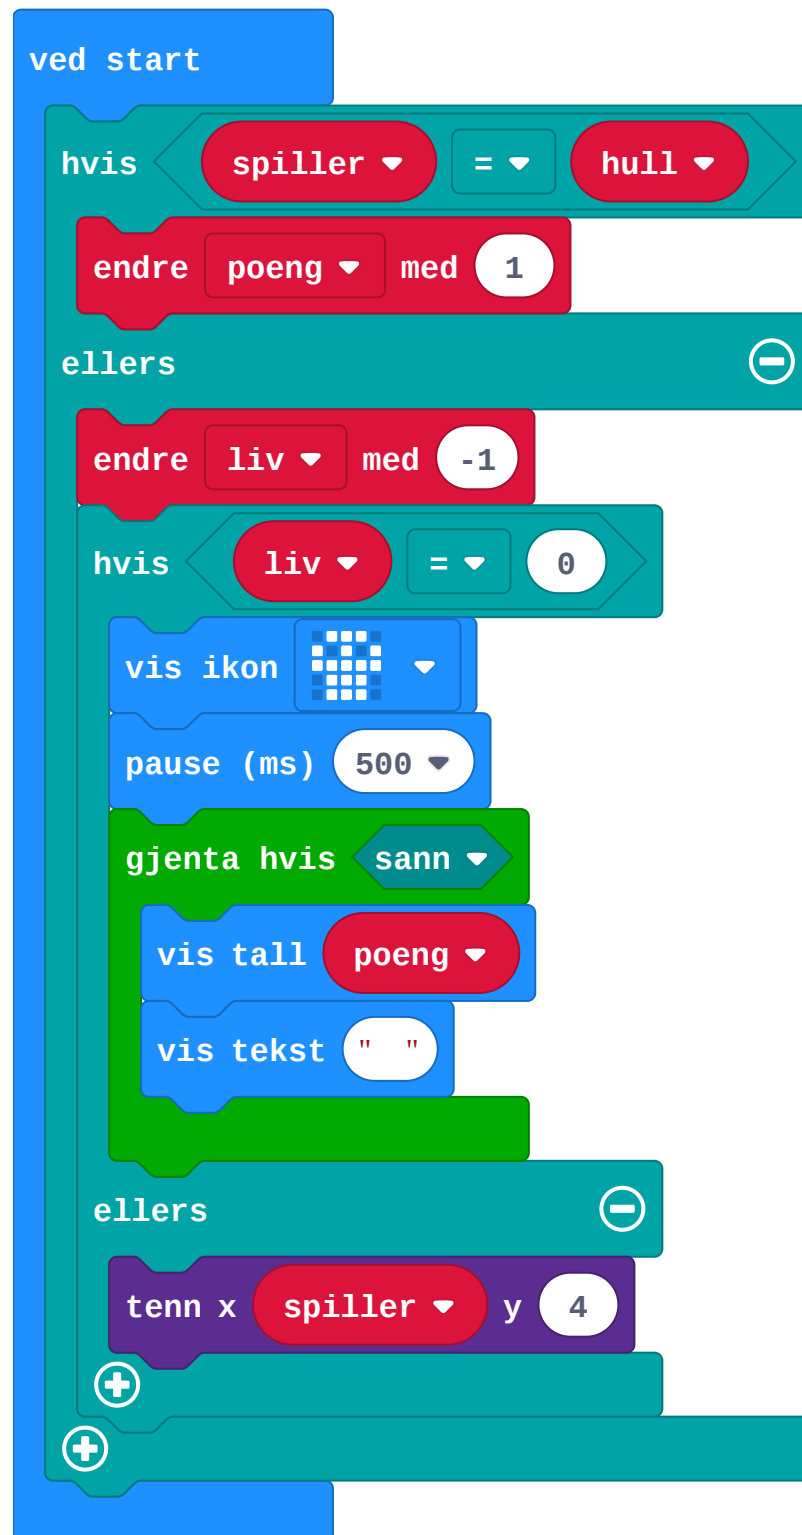 ved start
hvis spiller = hull
endre poeng med 1
ellers
endre liv med -1
hvis liv = 0
vis ikon
pause (ms) 500
gjenta hvis sann
vis tall poeng
vis tekst " "
ellers
tenn x spiller y 4